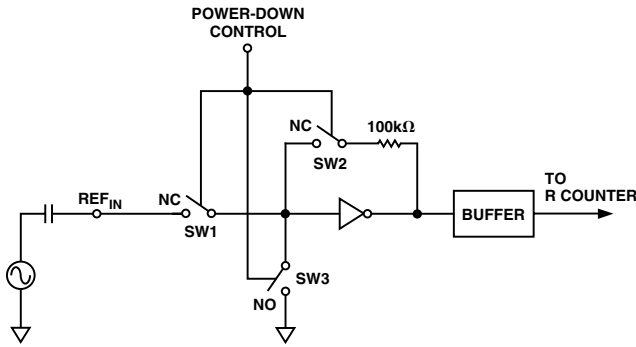 POWER-DOWN
CONTROL
NC
100kΩ
SW2
REFIN
NC
SW1
TO
R COUNTER
BUFFER
SW3
NO